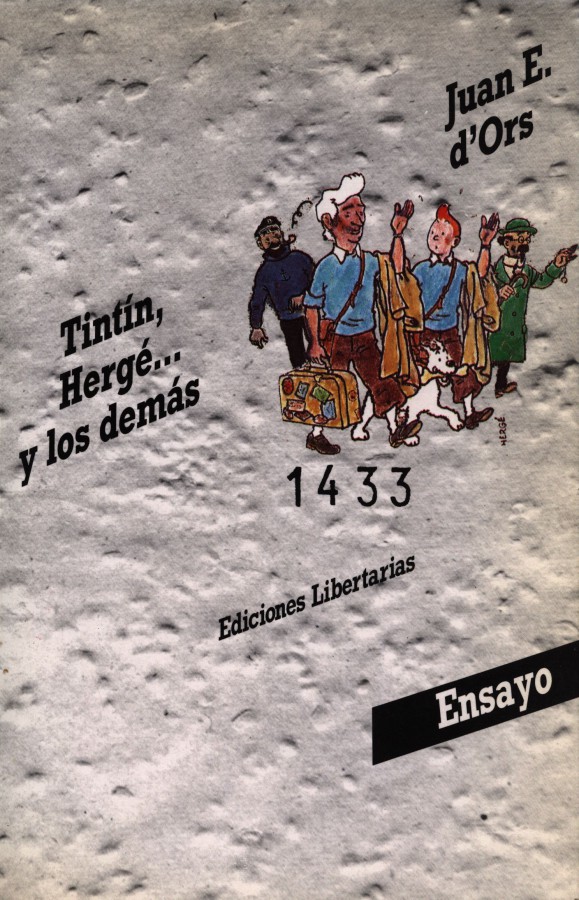 Juan E.
d'Ors
Tintín,
Hergé...
y los demás
HERGÉ
1433
Ediciones Libertarias
Ensayo